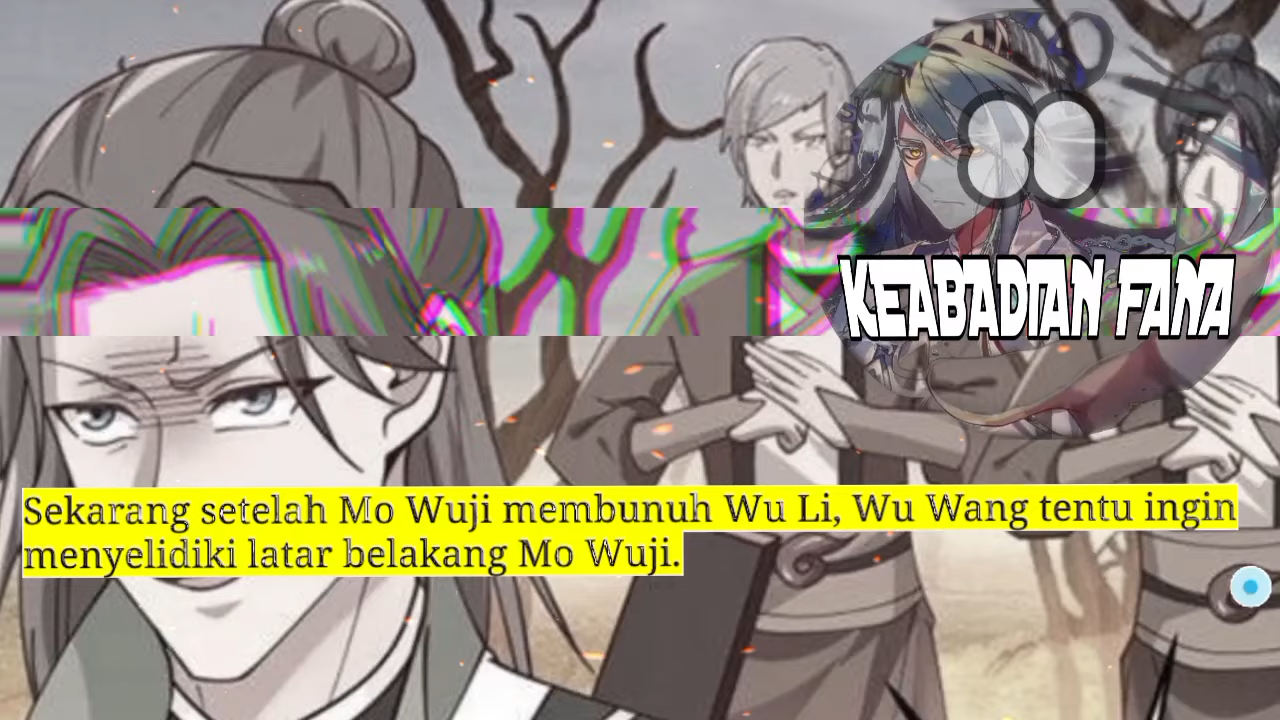 KEABADIAN FANA
Sekarang setelah Mo Wuji membunuh Wu Li, Wu Wang tentu ingin
menyelidiki latar belakang Mo Wuji.